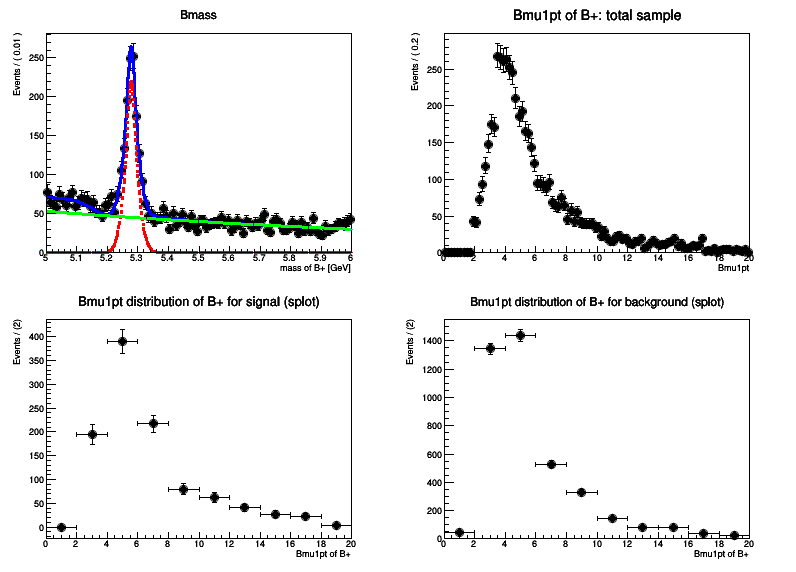 Bmass
Events / ( 0.01 )
250
200
150
100
50
0
5 5.1 5.2 5.3 5.4 5.5 5.6 5.7 5.8 5.9 6
mass of B+ [GeV]
Bmu1pt of B+: total sample
Events / ( 0.2 )
250
200
150
100
50
0 2 4 6 8 10 12 14 16 18 20
Bmu1pt
Bmu1pt distribution of B+ for signal (splot)
Events / (2)
400
350
300
250
200
150
100
50
0
0 2 4 6 8 10 12 14 16 18 20
Bmu1pt of B+
Bmu1pt distribution of B+ for background (splot)
Events / (2)
1400
1200
1000
800
600
400
200
0
0 2 4 6 8 10 12 14 16 18 20
Bmu1pt of B+